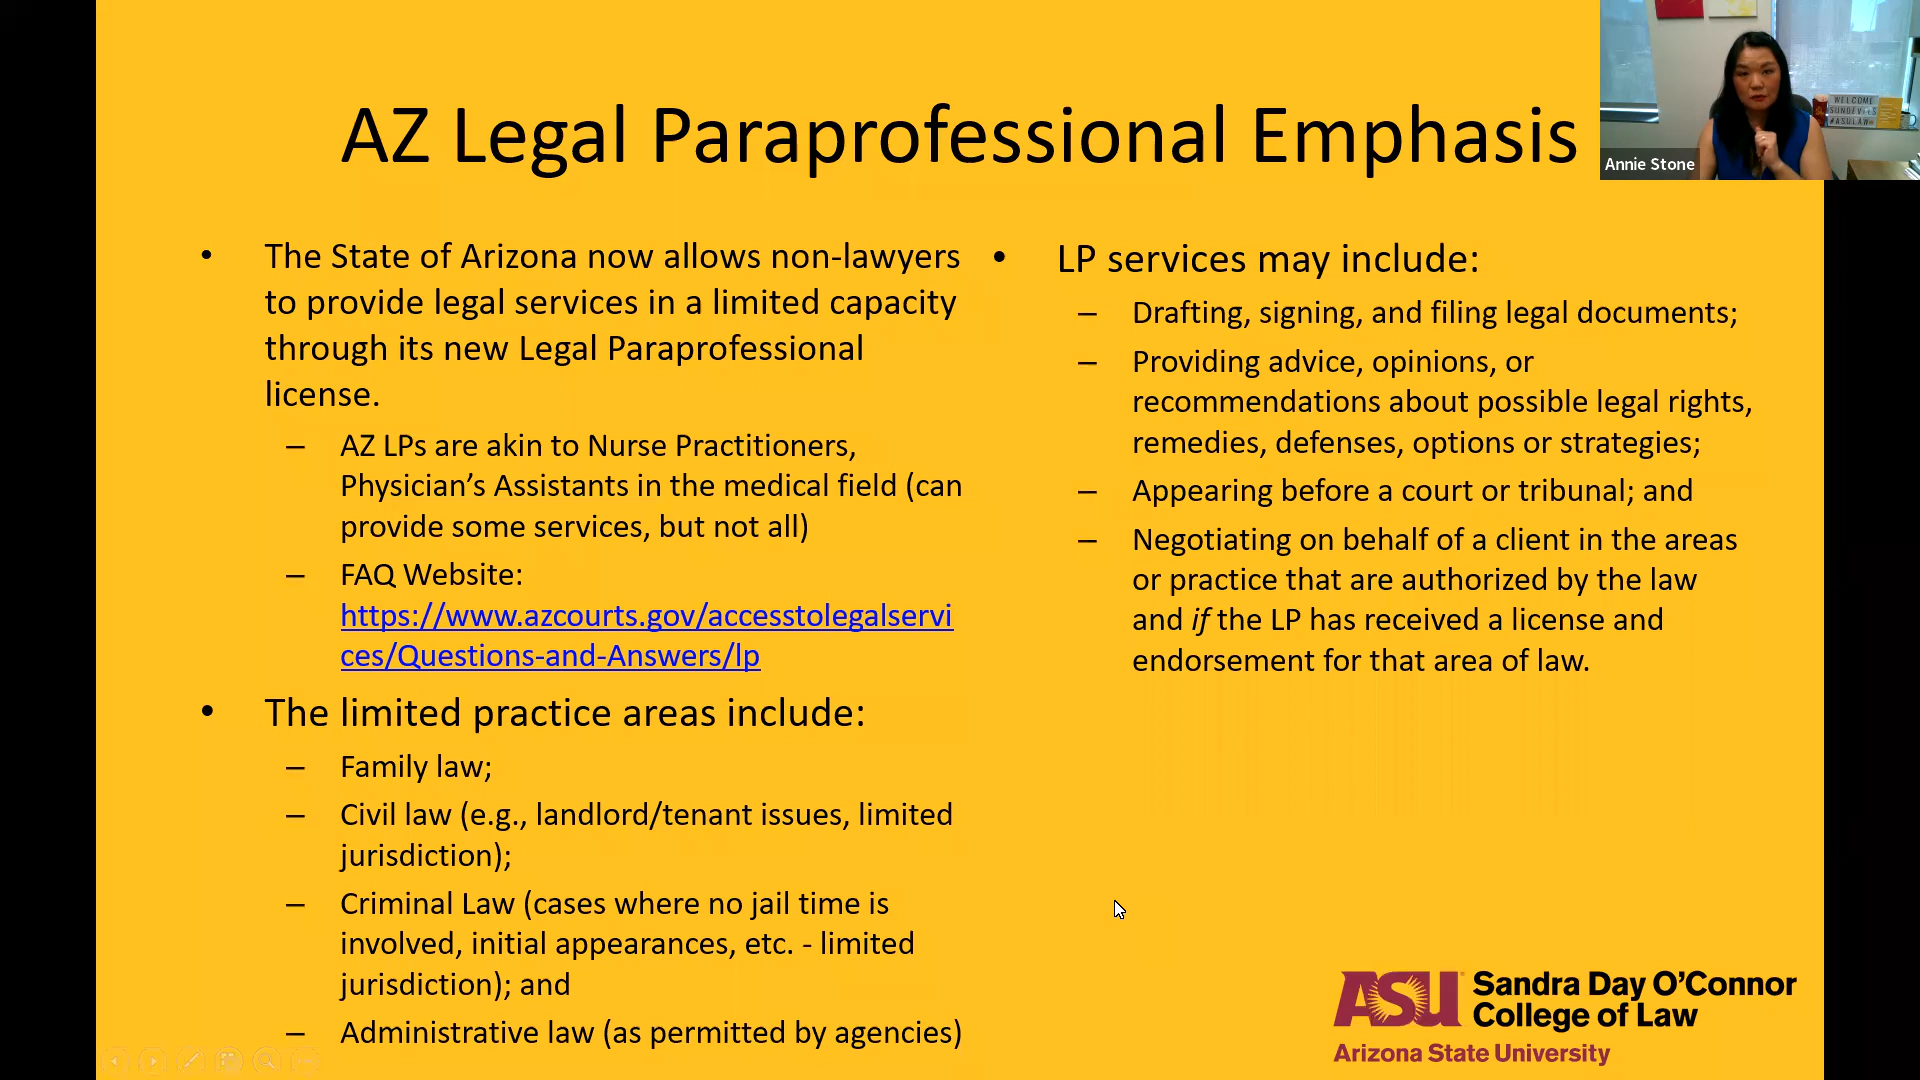 AZ Legal Paraprofessional Emphasis
• The State of Arizona now allows non-lawyers
to provide legal services in a limited capacity
through its new Legal Paraprofessional
license.
– AZ LPs are akin to Nurse Practitioners,
Physician’s Assistants in the medical field (can
provide some services, but not all)
– FAQ Website:
https://www.azcourts.gov/accesstolegalservi
ces/Questions-and-Answers/lp
• The limited practice areas include:
– Family law;
– Civil law (e.g., landlord/tenant issues, limited
jurisdiction);
– Criminal Law (cases where no jail time is
involved, initial appearances, etc. - limited
jurisdiction); and
– Administrative law (as permitted by agencies)
• LP services may include:
– Drafting, signing, and filing legal documents;
– Providing advice, opinions, or
recommendations about possible legal rights,
remedies, defenses, options or strategies;
– Appearing before a court or tribunal; and
– Negotiating on behalf of a client in the areas
or practice that are authorized by the law
and if the LP has received a license and
endorsement for that area of law.
Annie Stone
WELCOME
SUNDEVILS
#ASULAW
ASU Sandra Day O’Connor
College of Law
Arizona State University